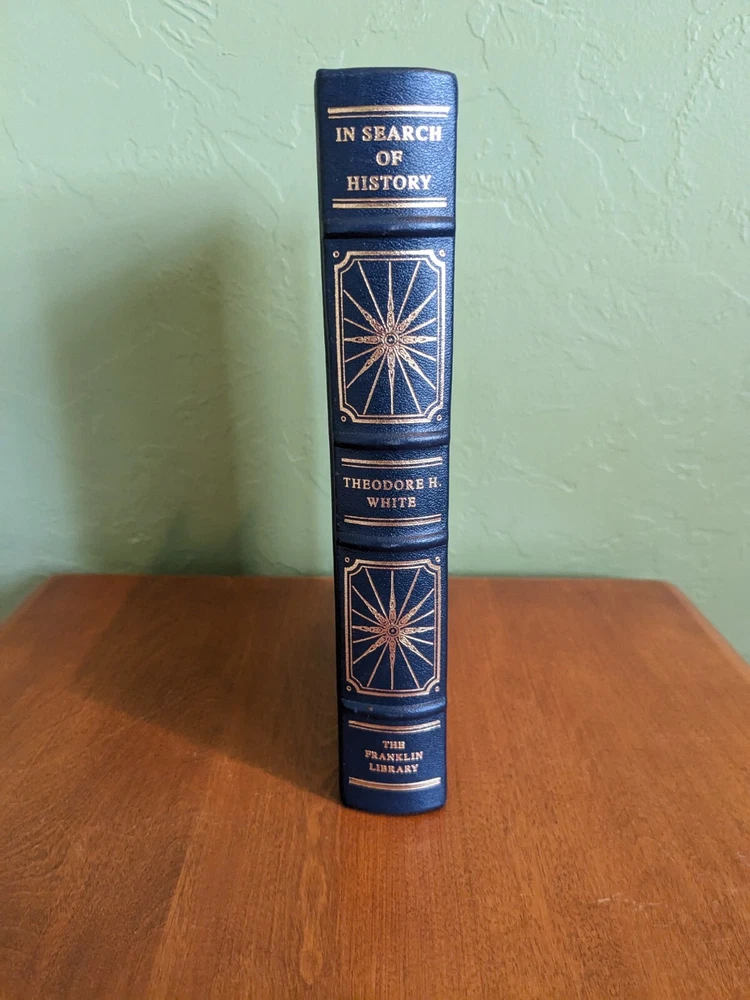 IN SEARCH
OF
HISTORY
THEODORE H.
WHITE
THE
FRANKLIN
LIBRARY